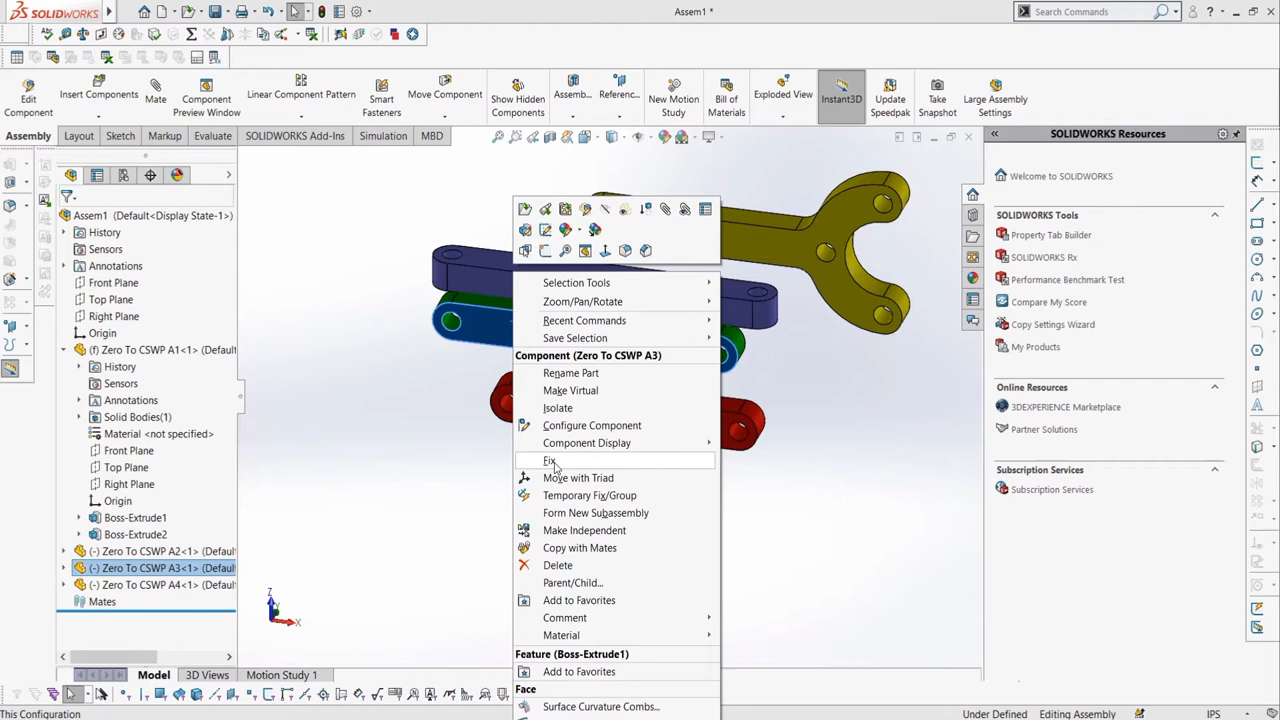 SOLIDWORKS
Assem1 *
Search Commands
Edit
Component
Insert Components
Mate
Component
Preview Window
Linear Component Pattern
Smart
Fasteners
Move Component
Show Hidden
Components
Assemb...
Referenc...
New Motion
Study
Bill of
Materials
Exploded View
Instant3D
Update
Speedpak
Take
Snapshot
Large Assembly
Settings
Assembly
Layout
Sketch
Markup
Evaluate
SOLIDWORKS Add-Ins
Simulation
MBD
SOLIDWORKS Resources
Assem1 (Default<Display State-1>)
History
Sensors
Annotations
Front Plane
Top Plane
Right Plane
Origin
(f) Zero To CSWP A1<1> (Default
History
Sensors
Annotations
Solid Bodies(1)
Material <not specified>
Front Plane
Top Plane
Right Plane
Origin
Boss-Extrude1
Boss-Extrude2
(-) Zero To CSWP A2<1> (Default
(-) Zero To CSWP A3<1> (Default
(-) Zero To CSWP A4<1> (Default
Mates
Selection Tools
Zoom/Pan/Rotate
Recent Commands
Save Selection
Component (Zero To CSWP A3)
Rename Part
Make Virtual
Isolate
Configure Component
Component Display
Fix
Move with Triad
Temporary Fix/Group
Form New Subassembly
Make Independent
Copy with Mates
Delete
Parent/Child...
Add to Favorites
Comment
Material
Feature (Boss-Extrude1)
Add to Favorites
Face
Surface Curvature Combs...
Z
X
Welcome to SOLIDWORKS
SOLIDWORKS Tools
Property Tab Builder
SOLIDWORKS Rx
Performance Benchmark Test
Compare My Score
Copy Settings Wizard
My Products
Online Resources
3DEXPERIENCE Marketplace
Partner Solutions
Subscription Services
Subscription Services
Model
3D Views
Motion Study 1
This Configuration
Under Defined
Editing Assembly
IPS